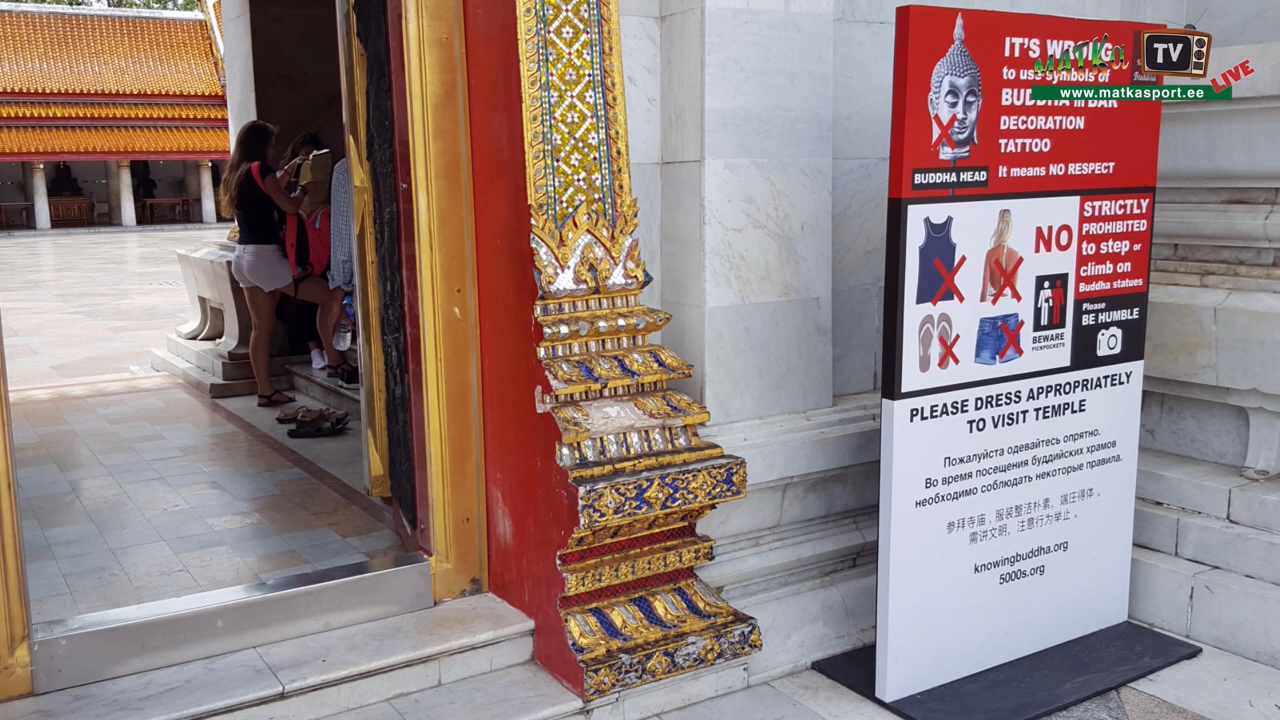 MATKa
TV
LIVE
www.matkasport.ee
IT'S WRONG
to use symbols of
BUDDHA in BAR
DECORATION
TATTOO
It means NO RESPECT
BUDDHA HEAD
NO
BEWARE
PICKPOCKETS
STRICTLY
PROHIBITED
to step or
climb on
Buddha statues
Please
BE HUMBLE
PLEASE DRESS APPROPRIATELY
TO VISIT TEMPLE
Пожалуйста одевайтесь опрятно.
Во время посещения буддийских храмов
необходимо соблюдать некоторые правила.
参拜寺庙，服装整洁朴素，端庄得体。
需讲文明，注意行为举止。
knowingbuddha.org
5000s.org